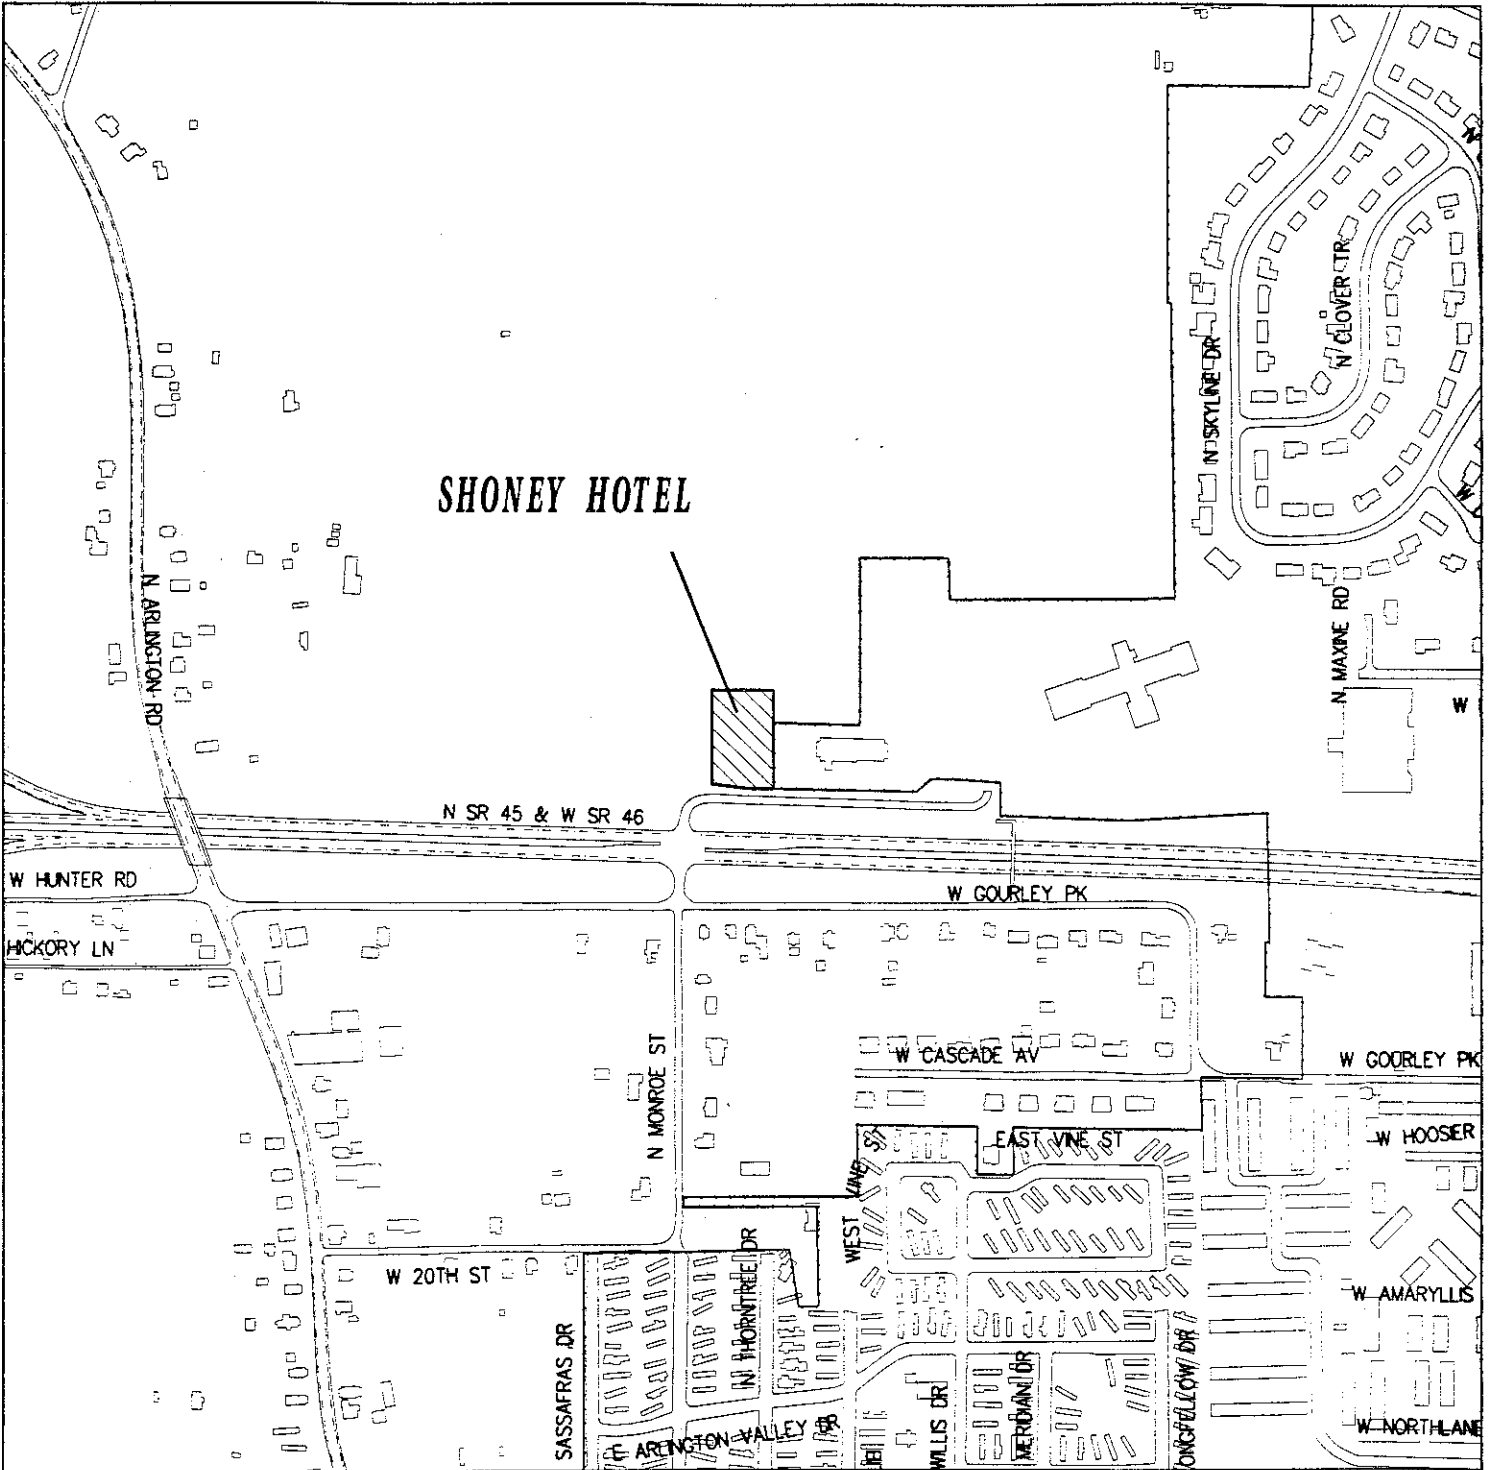 N CLOVER TR
N SKYLINE DR
SHONEY HOTEL
N ARLINGTON RD
N MAXINE RD
W
N SR 45 & W SR 46
W HUNTER RD
W GOURLEY PK
HICKORY LN
N MONROE ST
W CASCADE AV
W GOURLEY PK
EAST VINE ST
W HOOSIER
WEST LINE ST
N THORNTREE DR
W 20TH ST
W AMARYLLIS
SASSAFRAS DR
WILLIS DR
MERIDIAN DR
ONGFELLOW DR
E ARLINGTON VALLEY DR
W NORTHLANE